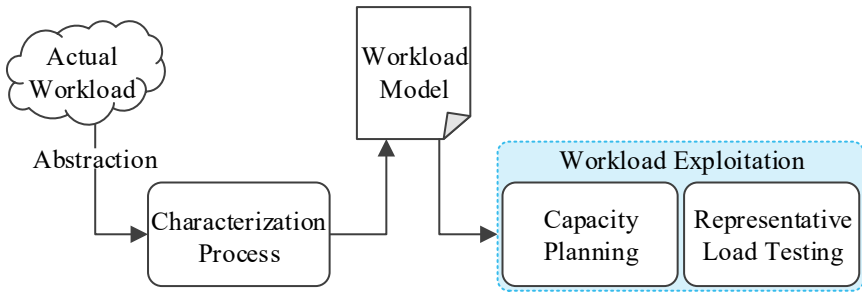 Actual
Workload
Abstraction
Characterization
Process
Workload
Model
Workload Exploitation
Capacity
Planning
Representative
Load Testing